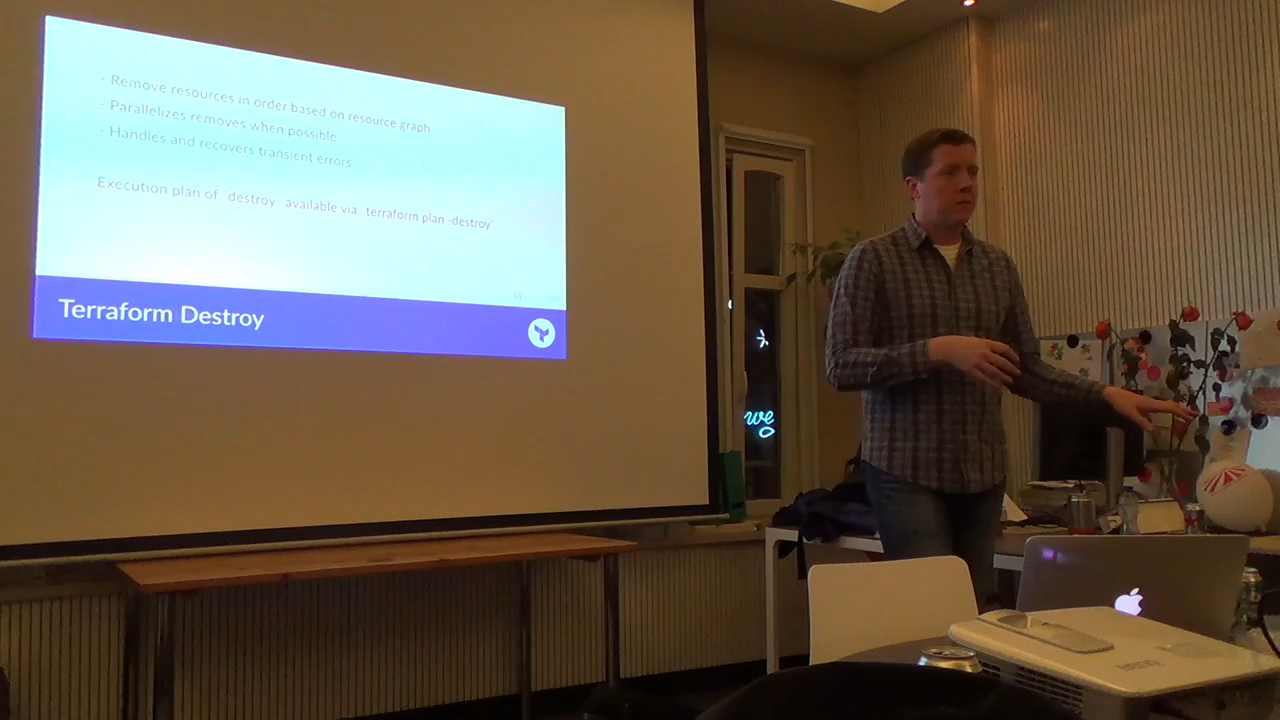 - Remove resources in order based on resource graph
- Parallelizes removes when possible
- Handles and recovers transient errors
Execution plan of `destroy` available via `terraform plan -destroy`
Terraform Destroy
we
BenQ